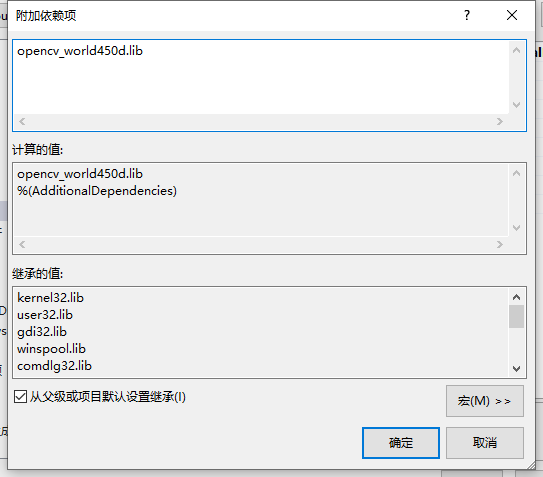 附加依赖项
?
opencv_world450d.lib
计算的值:
opencv_world450d.lib
%(AdditionalDependencies)
继承的值:
kernel32.lib
user32.lib
gdi32.lib
winspool.lib
comdlg32.lib
从父级或项目默认设置继承(I)
宏(M) >>
确定
取消